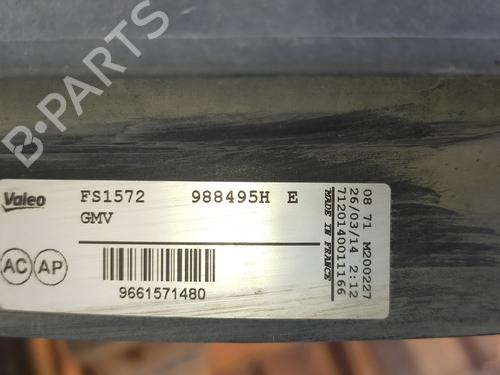 B-PARTS
Valeo
FS1572 988495H E
GMV
AC AP
9661571480
MADE IN FRANCE
7120140011166
26/03/14 2:12
08 71 M200227